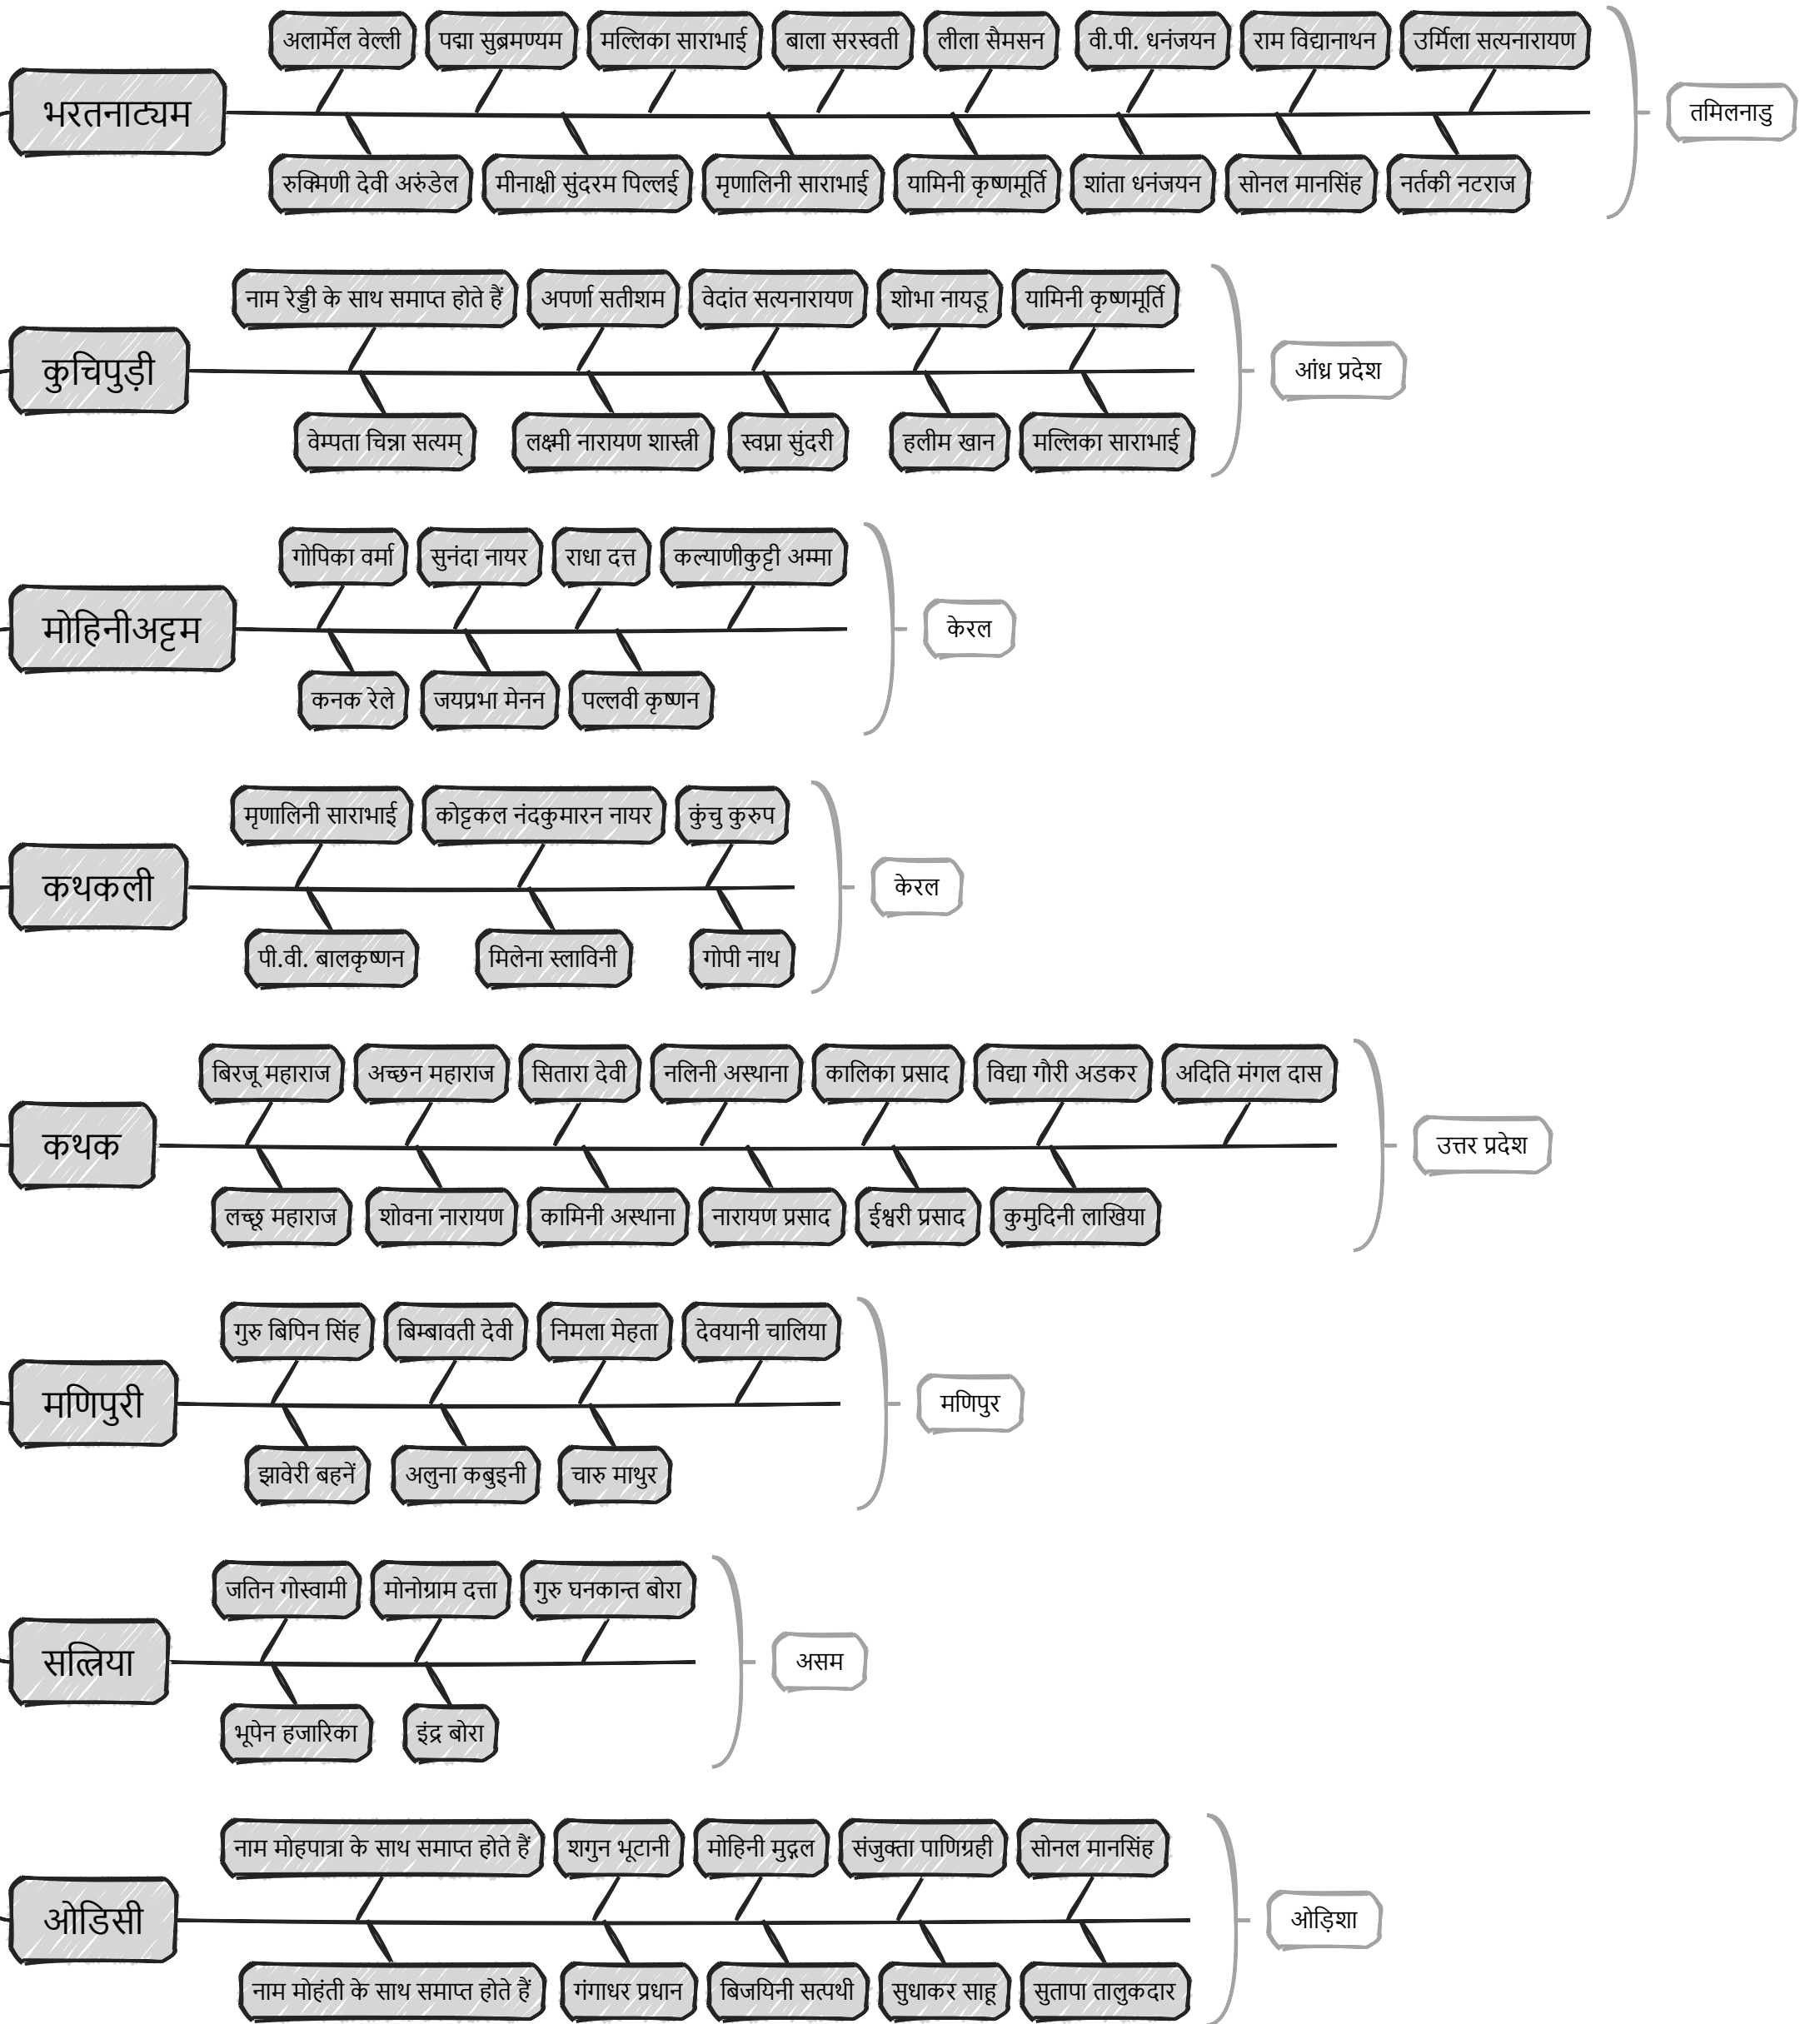 अलार्मेल वेल्ली
पद्मा सुब्रमण्यम
मल्लिका साराभाई
बाला सरस्वती
लीला सैमसन
वी.पी. धनंजयन
राम विद्यानाथन
उर्मिला सत्यनारायण
भरतनाट्यम
तमिलनाडु
रुक्मिणी देवी अरुंडेल
मीनाक्षी सुंदरम पिल्लई
मृणालिनी साराभाई
यामिनी कृष्णमूर्ति
शांता धनंजयन
सोनल मानसिंह
नर्तकी नटराज
नाम रेड्डी के साथ समाप्त होते हैं
अपर्णा सतीशम
वेदांत सत्यनारायण
शोभा नायडू
यामिनी कृष्णमूर्ति
कुचिपुड़ी
आंध्र प्रदेश
वेम्पता चिन्ना सत्यम्
लक्ष्मी नारायण शास्त्री
स्वप्ना सुंदरी
हलीम खान
मल्लिका साराभाई
गोपिका वर्मा
सुनंदा नायर
राधा दत्त
कल्याणीकुट्टी अम्मा
मोहिनीअट्टम
केरल
कनक रेले
जयप्रभा मेनन
पल्लवी कृष्णन
मृणालिनी साराभाई
कोट्टकल नंदकुमारन नायर
कुंचु कुरुप
कथकली
केरल
पी.वी. बालकृष्णन
मिलेना स्लाविनी
गोपी नाथ
बिरजू महाराज
अच्छन महाराज
सितारा देवी
नलिनी अस्थाना
कालिका प्रसाद
विद्या गौरी अडकर
अदिति मंगल दास
कथक
उत्तर प्रदेश
लच्छू महाराज
शोवना नारायण
कामिनी अस्थाना
नारायण प्रसाद
ईश्वरी प्रसाद
कुमुदिनी लाखिया
गुरु बिपिन सिंह
बिम्बावती देवी
निमला मेहता
देवयानी चालिया
मणिपुरी
मणिपुर
झावेरी बहनें
अलुना कबुइनी
चारु माथुर
जतिन गोस्वामी
मोनोग्राम दत्ता
गुरु घनकान्त बोरा
सत्त्रिया
असम
भूपेन हजारिका
इंद्र बोरा
नाम मोहपात्रा के साथ समाप्त होते हैं
शगुन भूटानी
मोहिनी मुद्गल
संजुक्ता पाणिग्रही
सोनल मानसिंह
ओडिसी
ओड़िशा
नाम मोहंती के साथ समाप्त होते हैं
गंगाधर प्रधान
बिजयिनी सत्पथी
सुधाकर साहू
सुतापा तालुकदार